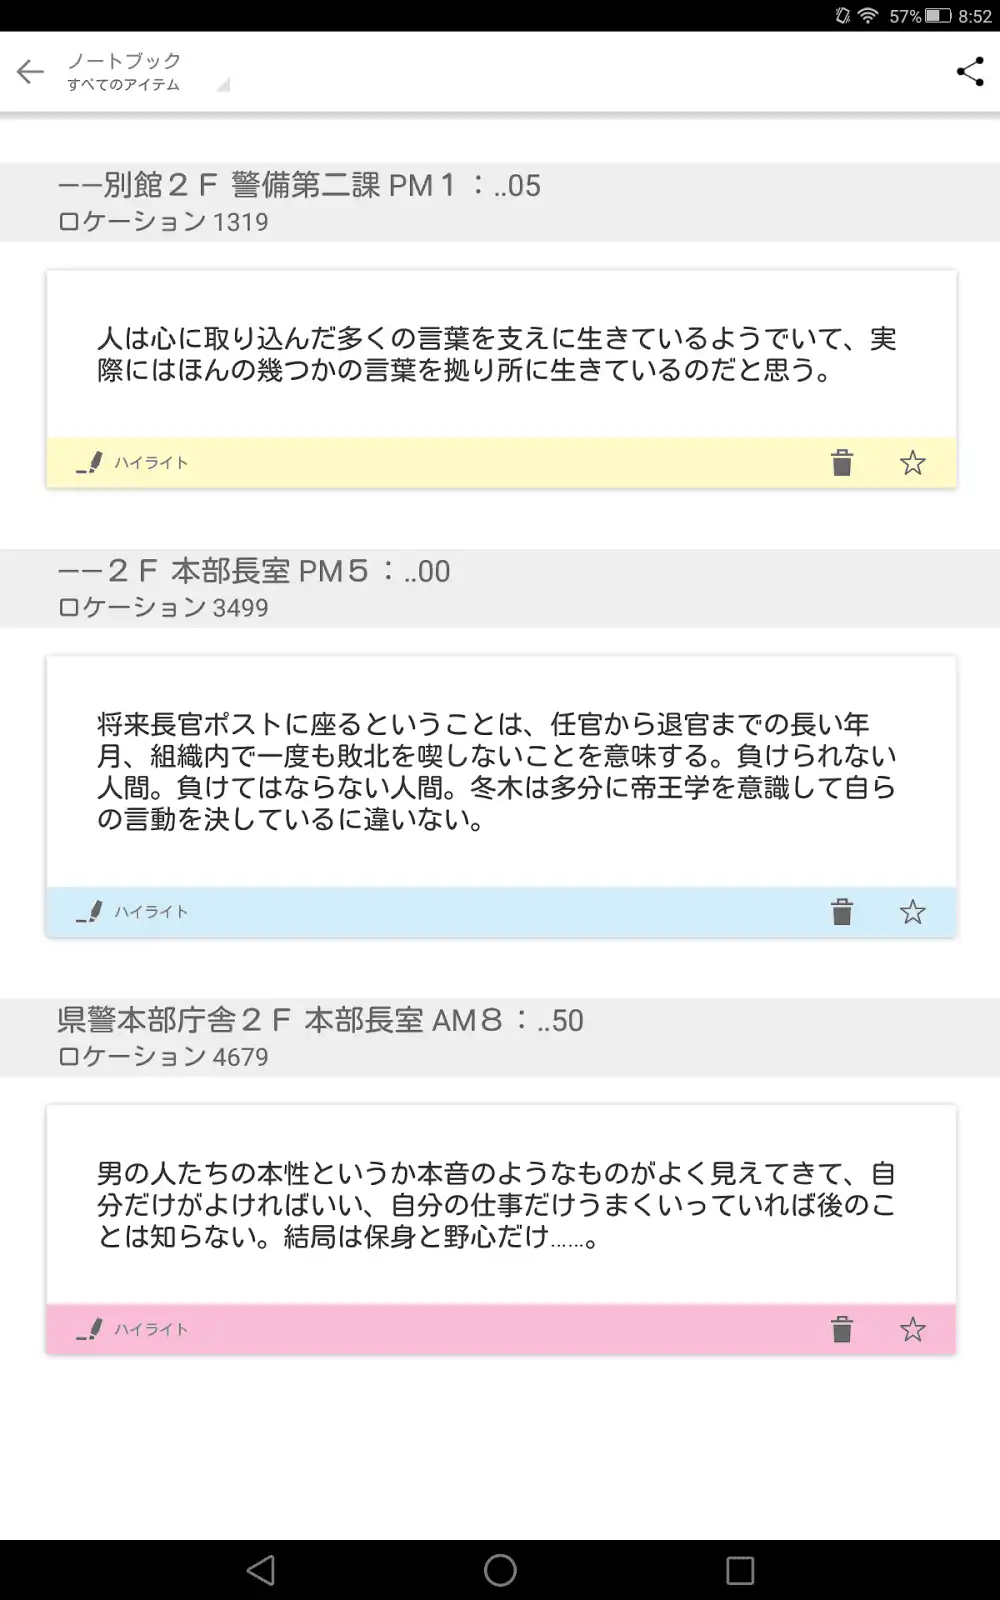 57% 8:52
ノートブック
すべてのアイテム
——別館２Ｆ 警備第二課 PM１：..05
ロケーション 1319
人は心に取り込んだ多くの言葉を支えに生きているようでいて、実
際にはほんの幾つかの言葉を拠り所に生きているのだと思う。
ハイライト
——２Ｆ 本部長室 PM５：..00
ロケーション 3499
将来長官ポストに座るということは、任官から退官までの長い年
月、組織内で一度も敗北を喫しないことを意味する。負けられない
人間。負けてはならない人間。冬木は多分に帝王学を意識して自ら
の言動を決しているに違いない。
ハイライト
県警本部庁舎２Ｆ 本部長室 AM８：..50
ロケーション 4679
男の人たちの本性というか本音のようなものがよく見えてきて、自
分だけがよければいい、自分の仕事だけうまくいっていれば後のこ
とは知らない。結局は保身と野心だけ……。
ハイライト